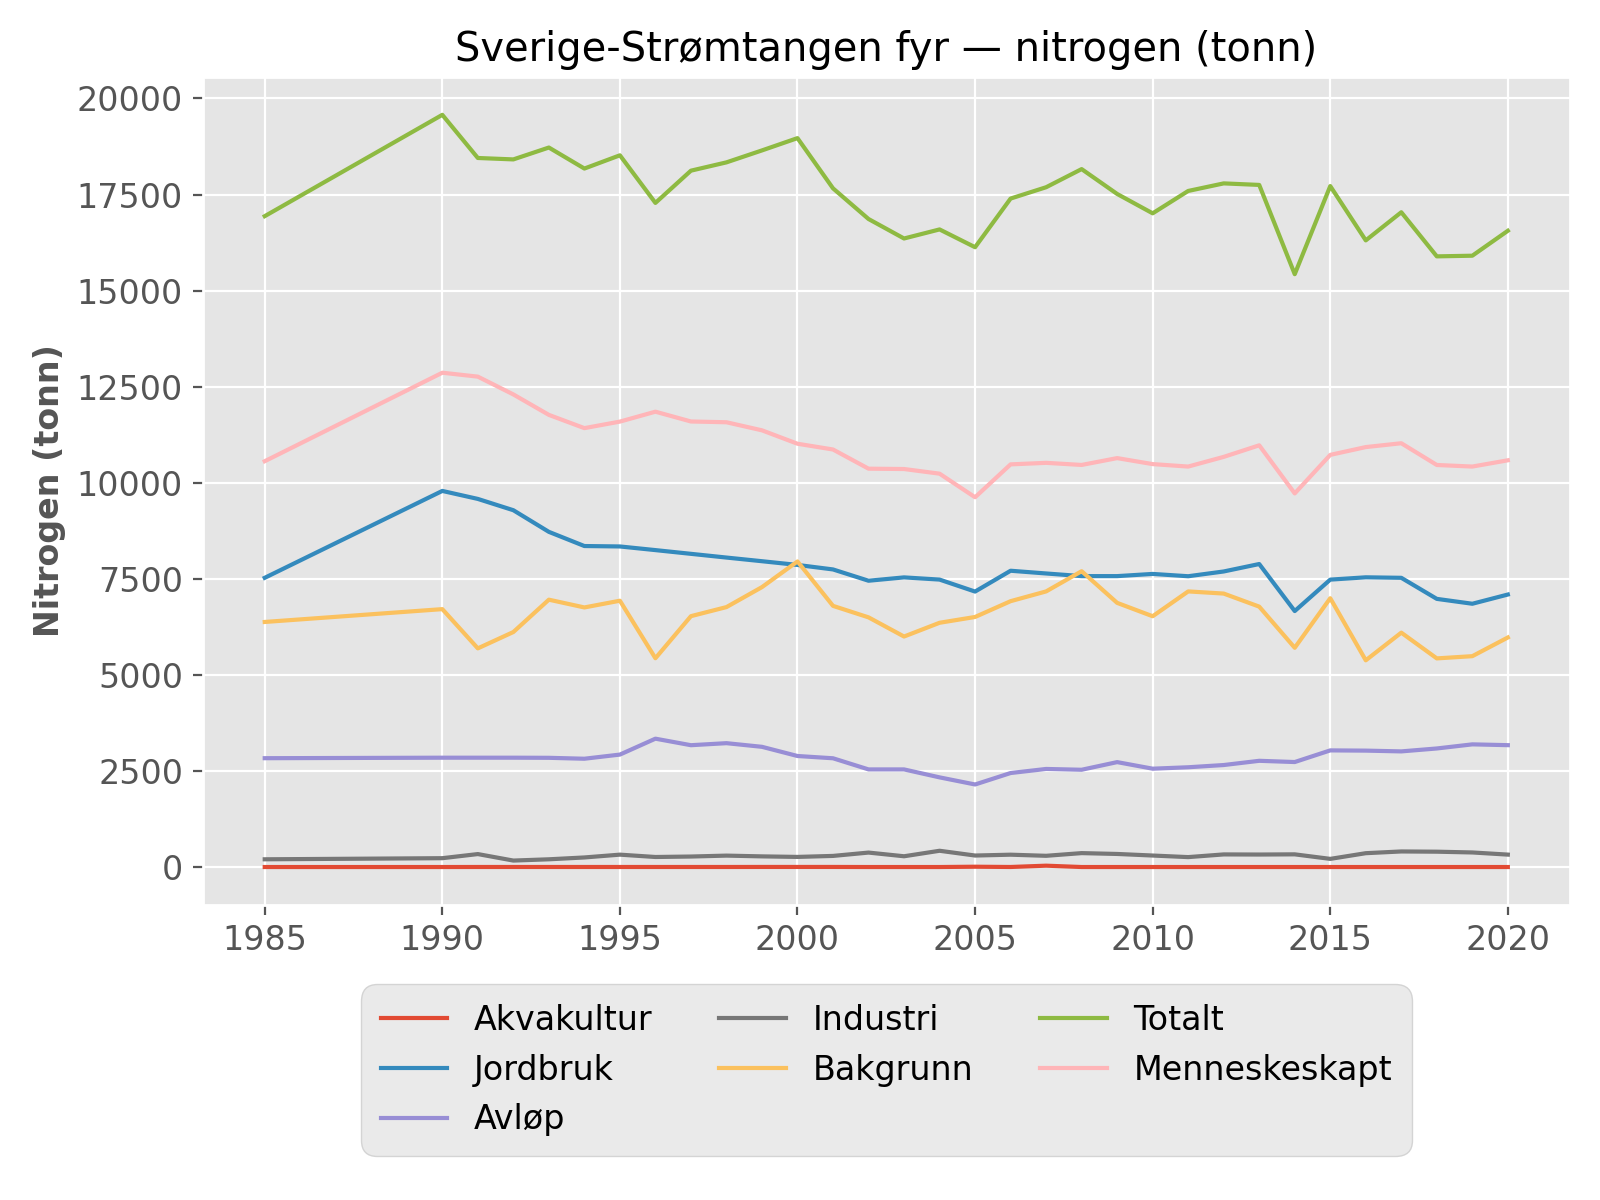 Sverige-Strømtangen fyr — nitrogen (tonn)
Nitrogen (tonn)
20000
17500
15000
12500
10000
7500
5000
2500
0
1985 1990 1995 2000 2005 2010 2015 2020
Akvakultur Industri Totalt
Jordbruk Bakgrunn Menneskeskapt
Avløp